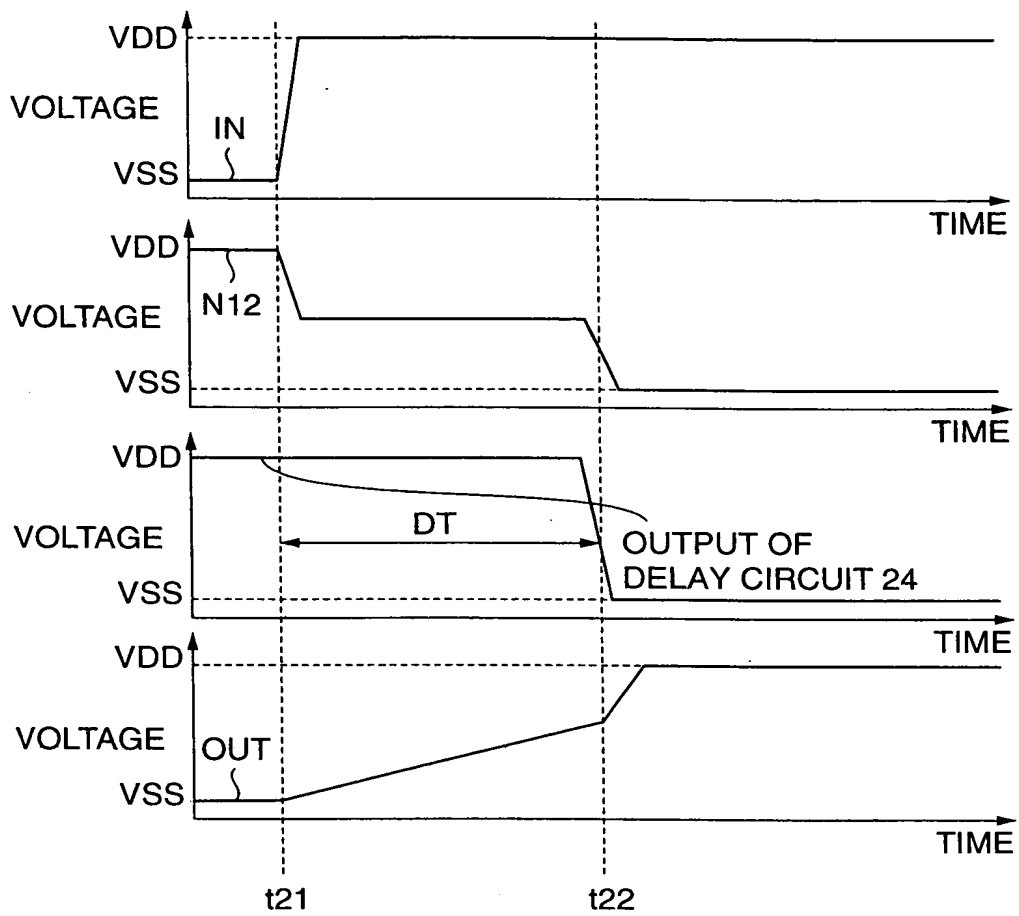 VDD
VOLTAGE
IN
VSS
TIME
VDD
N12
VOLTAGE
VSS
TIME
VDD
DT
VOLTAGE
OUTPUT OF
DELAY CIRCUIT 24
VSS
TIME
VDD
VOLTAGE
OUT
VSS
TIME
t21
t22